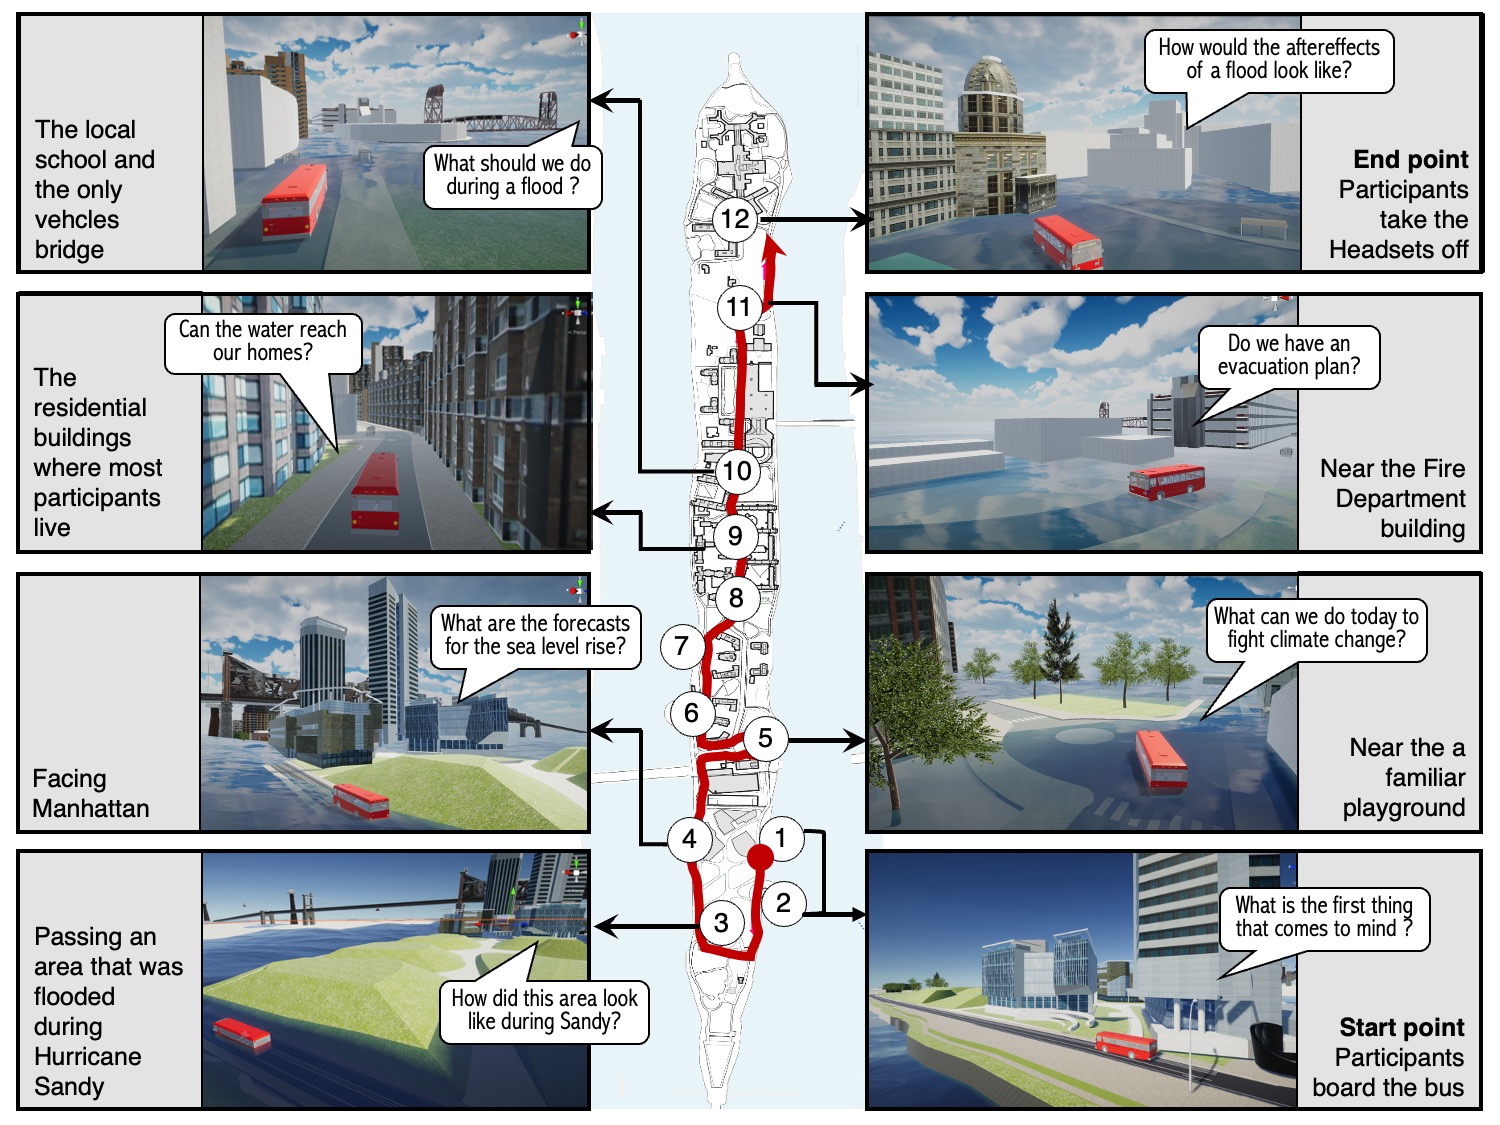 The local
school and
the only
vehcles
bridge
What should we do
during a flood ?
How would the aftereffects
of a flood look like?
End point
Participants
take the
Headsets off
The
residential
buildings
where most
participants
live
Can the water reach
our homes?
Do we have an
evacuation plan?
Near the Fire
Department
building
Facing
Manhattan
What are the forecasts
for the sea level rise?
What can we do today to
fight climate change?
Near the a
familiar
playground
Passing an
area that was
flooded
during
Hurricane
Sandy
How did this area look
like during Sandy?
What is the first thing
that comes to mind ?
Start point
Participants
board the bus
12
11
10
9
8
7
6
5
4
1
2
3